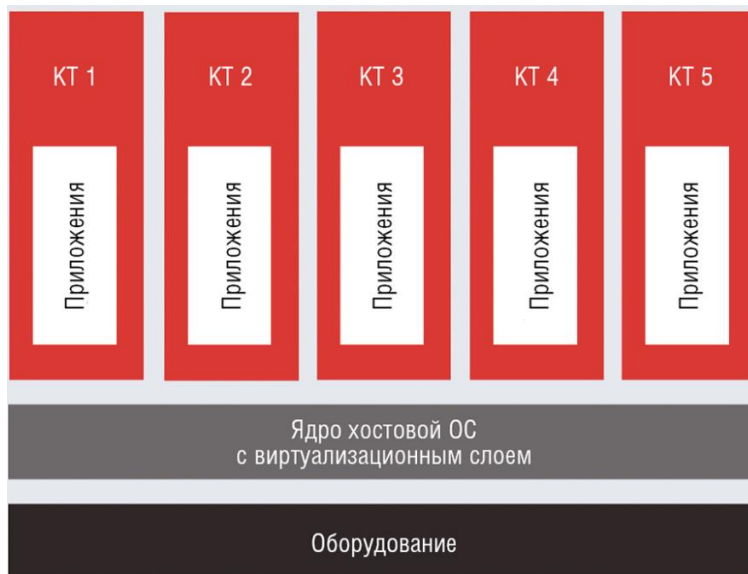 КТ 1
КТ 2
КТ 3
КТ 4
КТ 5
Приложения
Приложения
Приложения
Приложения
Приложения
Ядро хостовой ОС
с виртуализационным слоем
Оборудование